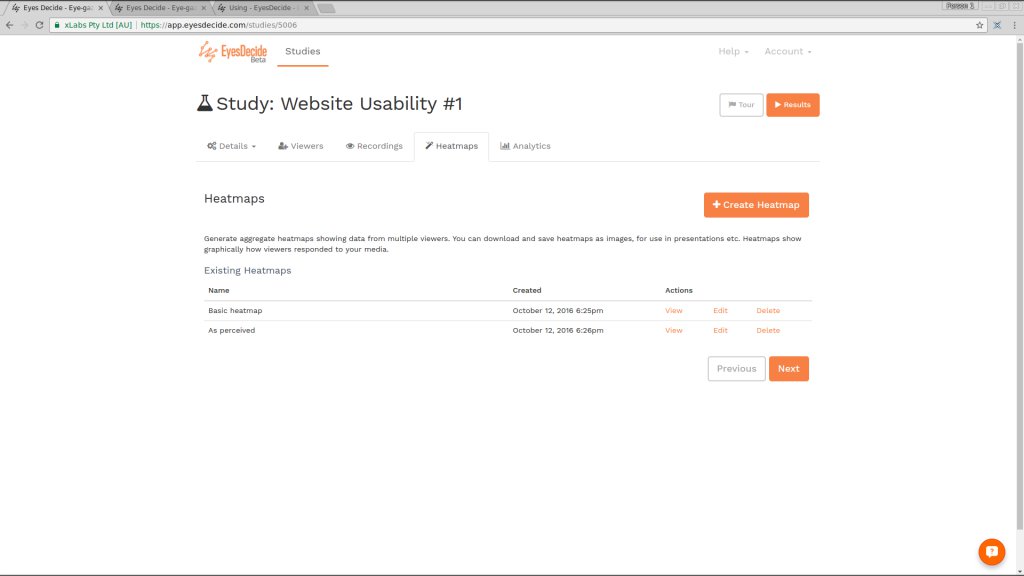 Eyes Decide - Eye-ga
Eyes Decide - Eye-ga
Using - EyesDecide -
Person 1
xLabs Pty Ltd [AU] https://app.eyesdecide.com/studies/5006
EyesDecide
Beta
Studies
Help
Account
Study: Website Usability #1
Tour
Results
Details
Viewers
Recordings
Heatmaps
Analytics
Heatmaps
Create Heatmap
Generate aggregate heatmaps showing data from multiple viewers. You can download and save heatmaps as images, for use in presentations etc. Heatmaps show
graphically how viewers responded to your media.
Existing Heatmaps
Name Created Actions
Basic heatmap October 12, 2016 6:25pm View Edit Delete
As perceived October 12, 2016 6:26pm View Edit Delete
Previous Next